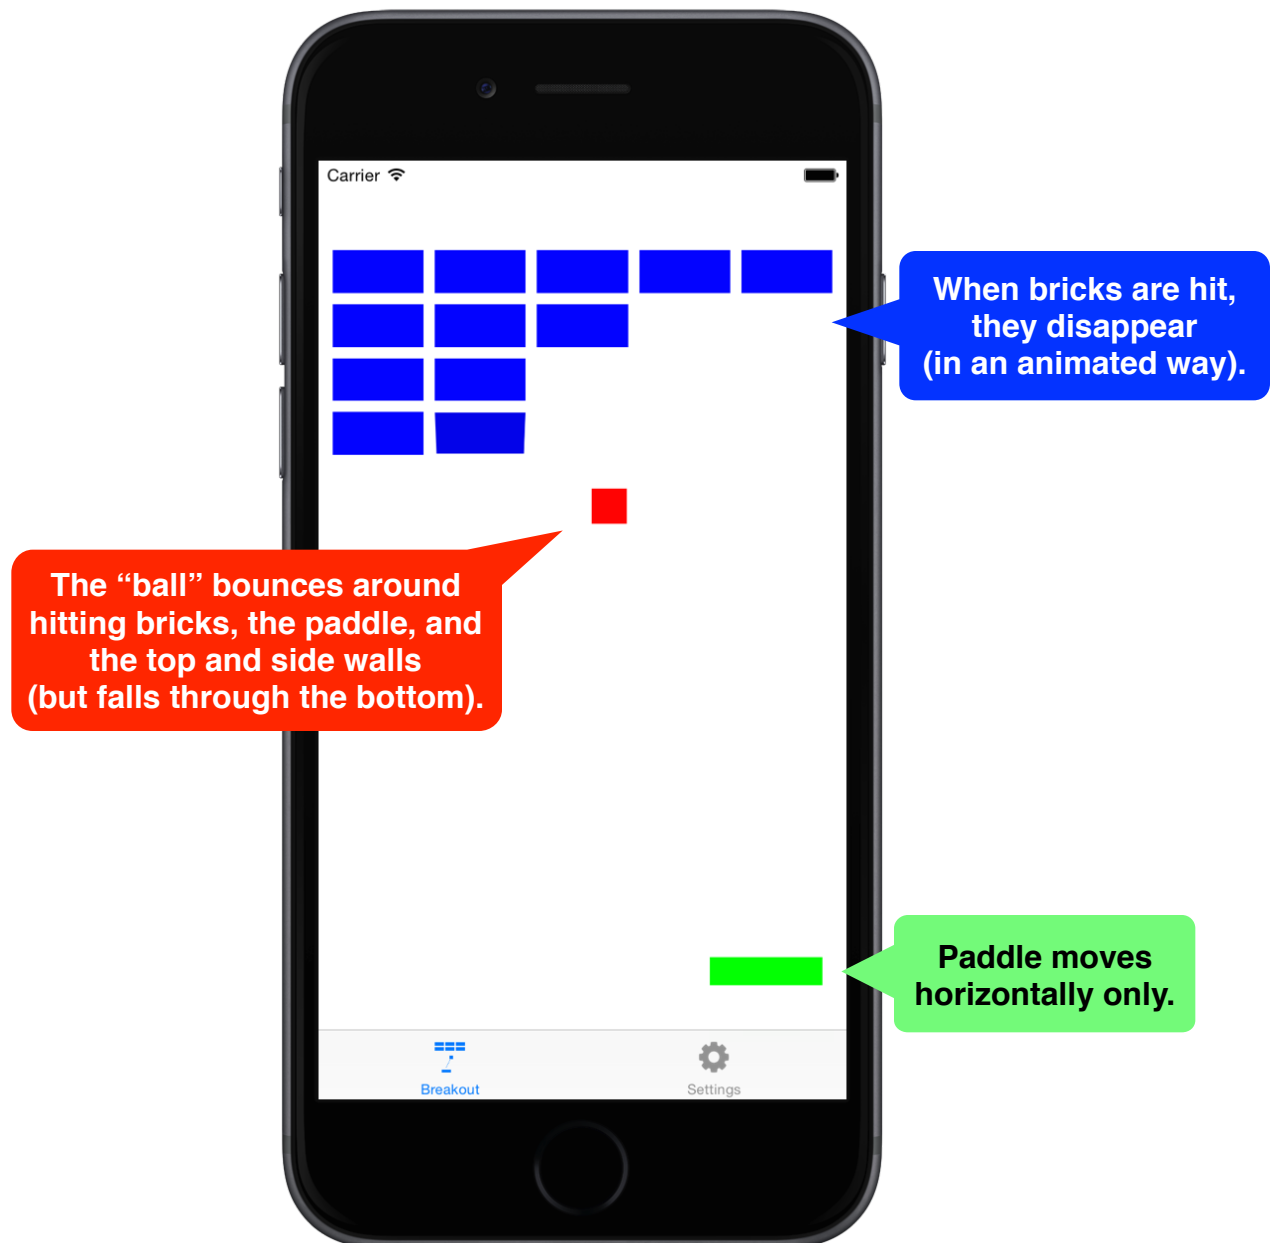 Carrier
When bricks are hit,
they disappear
(in an animated way).
The “ball” bounces around
hitting bricks, the paddle, and
the top and side walls
(but falls through the bottom).
Paddle moves
horizontally only.
Breakout
Settings